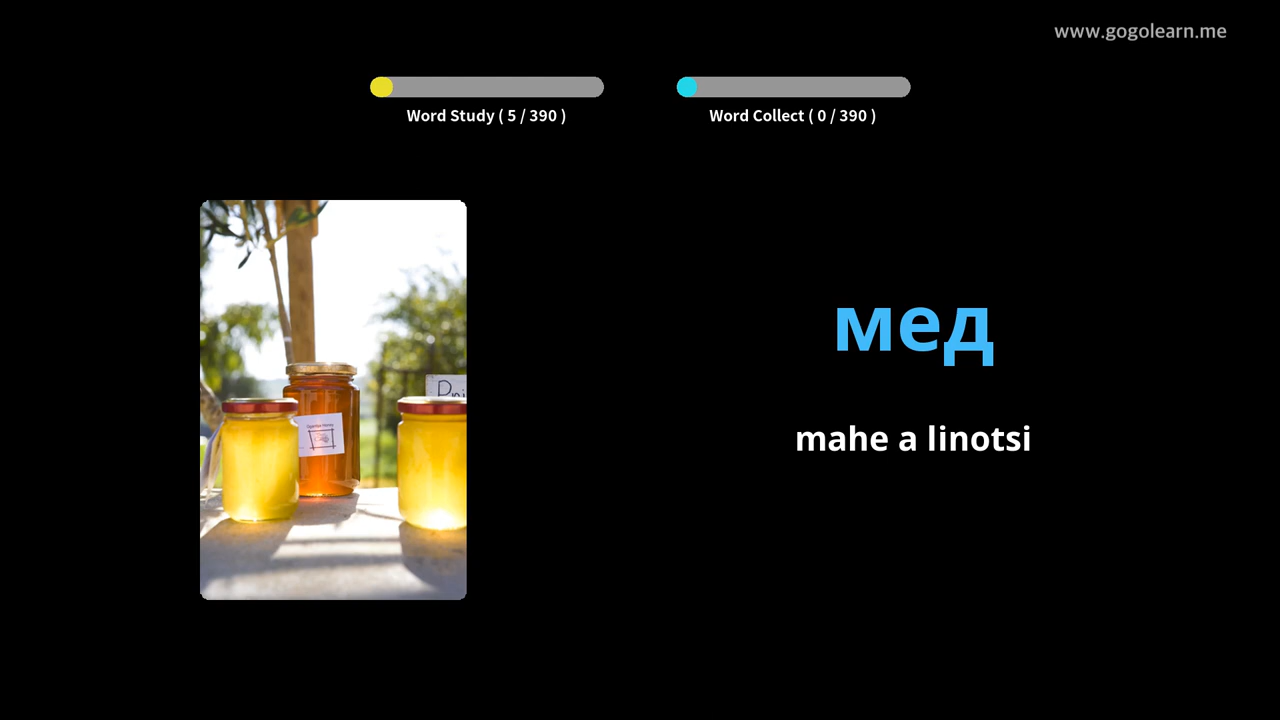 www.gogolearn.me
Word Study ( 5 / 390 )
Word Collect ( 0 / 390 )
мед
mahe a linotsi